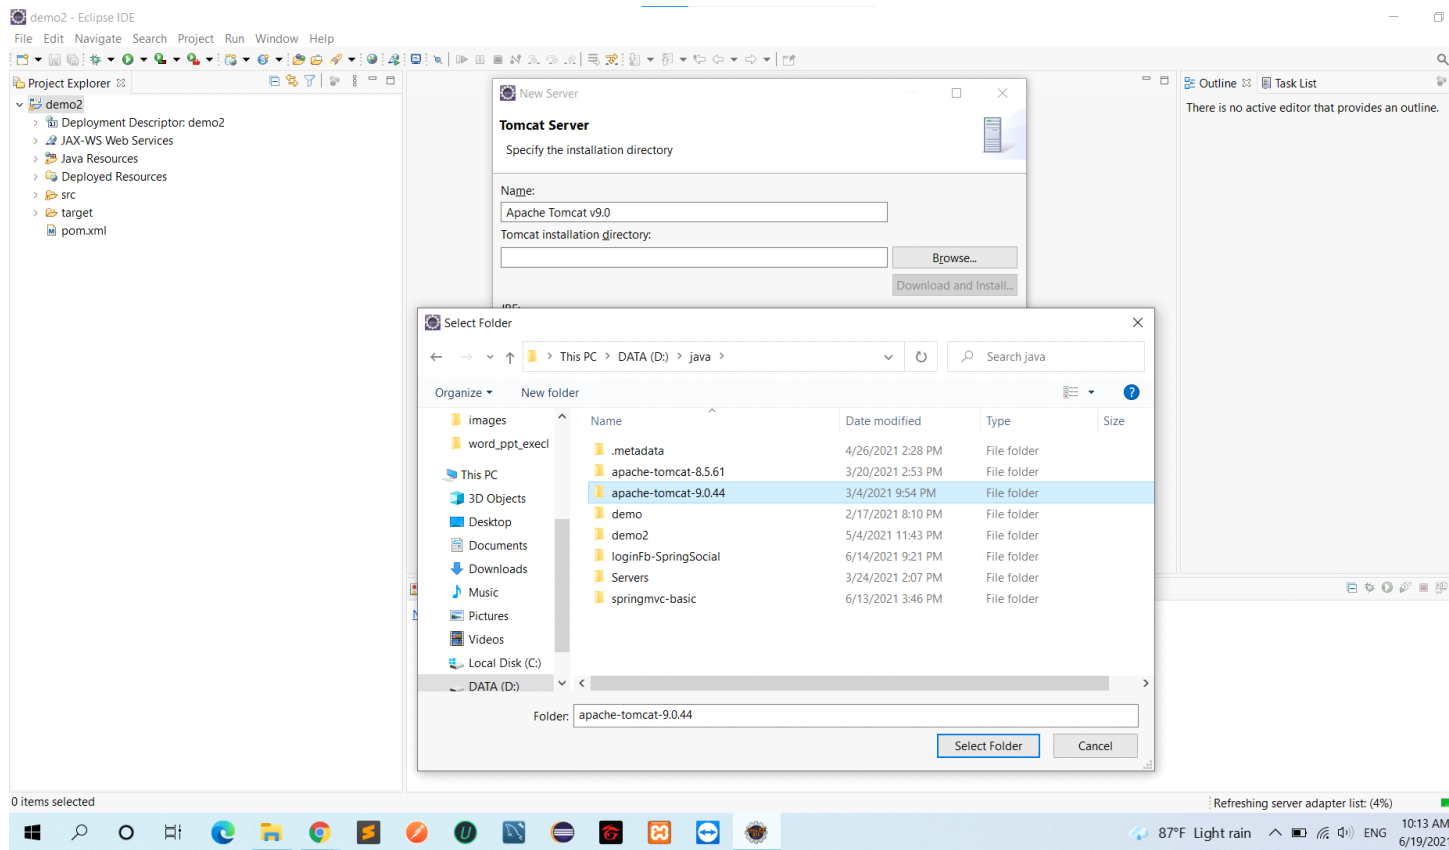 demo2 - Eclipse IDE
File Edit Navigate Search Project Run Window Help
Project Explorer
demo2
Deployment Descriptor: demo2
JAX-WS Web Services
Java Resources
Deployed Resources
src
target
pom.xml
New Server
Tomcat Server
Specify the installation directory
Name:
Apache Tomcat v9.0
Tomcat installation directory:
Browse...
Download and Install...
Outline Task List
There is no active editor that provides an outline.
Select Folder
This PC > DATA (D:) > java >
Search java
Organize New folder
images
word_ppt_execl
This PC
3D Objects
Desktop
Documents
Downloads
Music
Pictures
Videos
Local Disk (C:)
DATA (D:)
Name Date modified Type Size
.metadata 4/26/2021 2:28 PM File folder
apache-tomcat-8.5.61 3/20/2021 2:53 PM File folder
apache-tomcat-9.0.44 3/4/2021 9:54 PM File folder
demo 2/17/2021 8:10 PM File folder
demo2 5/4/2021 11:43 PM File folder
loginFb-SpringSocial 6/14/2021 9:21 PM File folder
Servers 3/24/2021 2:07 PM File folder
springmvc-basic 6/13/2021 3:46 PM File folder
Folder: apache-tomcat-9.0.44
Select Folder Cancel
0 items selected
Refreshing server adapter list: (4%)
87°F Light rain ENG
10:13 AM
6/19/202